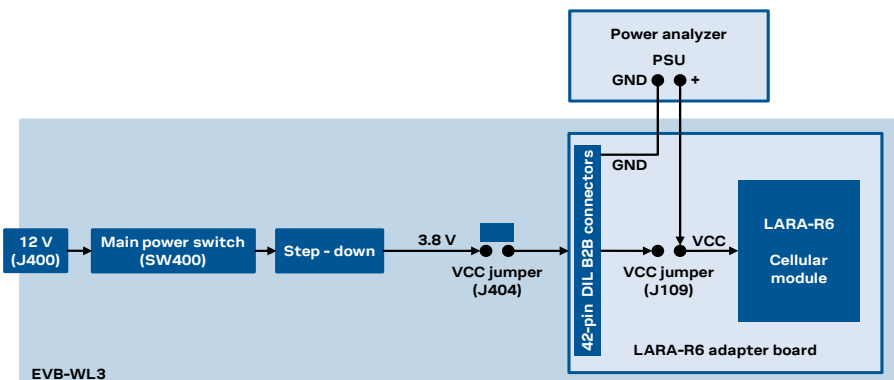 Power analyzer
PSU
GND +
42-pin DIL B2B connectors
GND
12 V
(J400)
Main power switch
(SW400)
Step - down
3.8 V
VCC jumper
(J404)
VCC jumper
(J109)
VCC
LARA-R6
Cellular
module
LARA-R6 adapter board
EVB-WL3